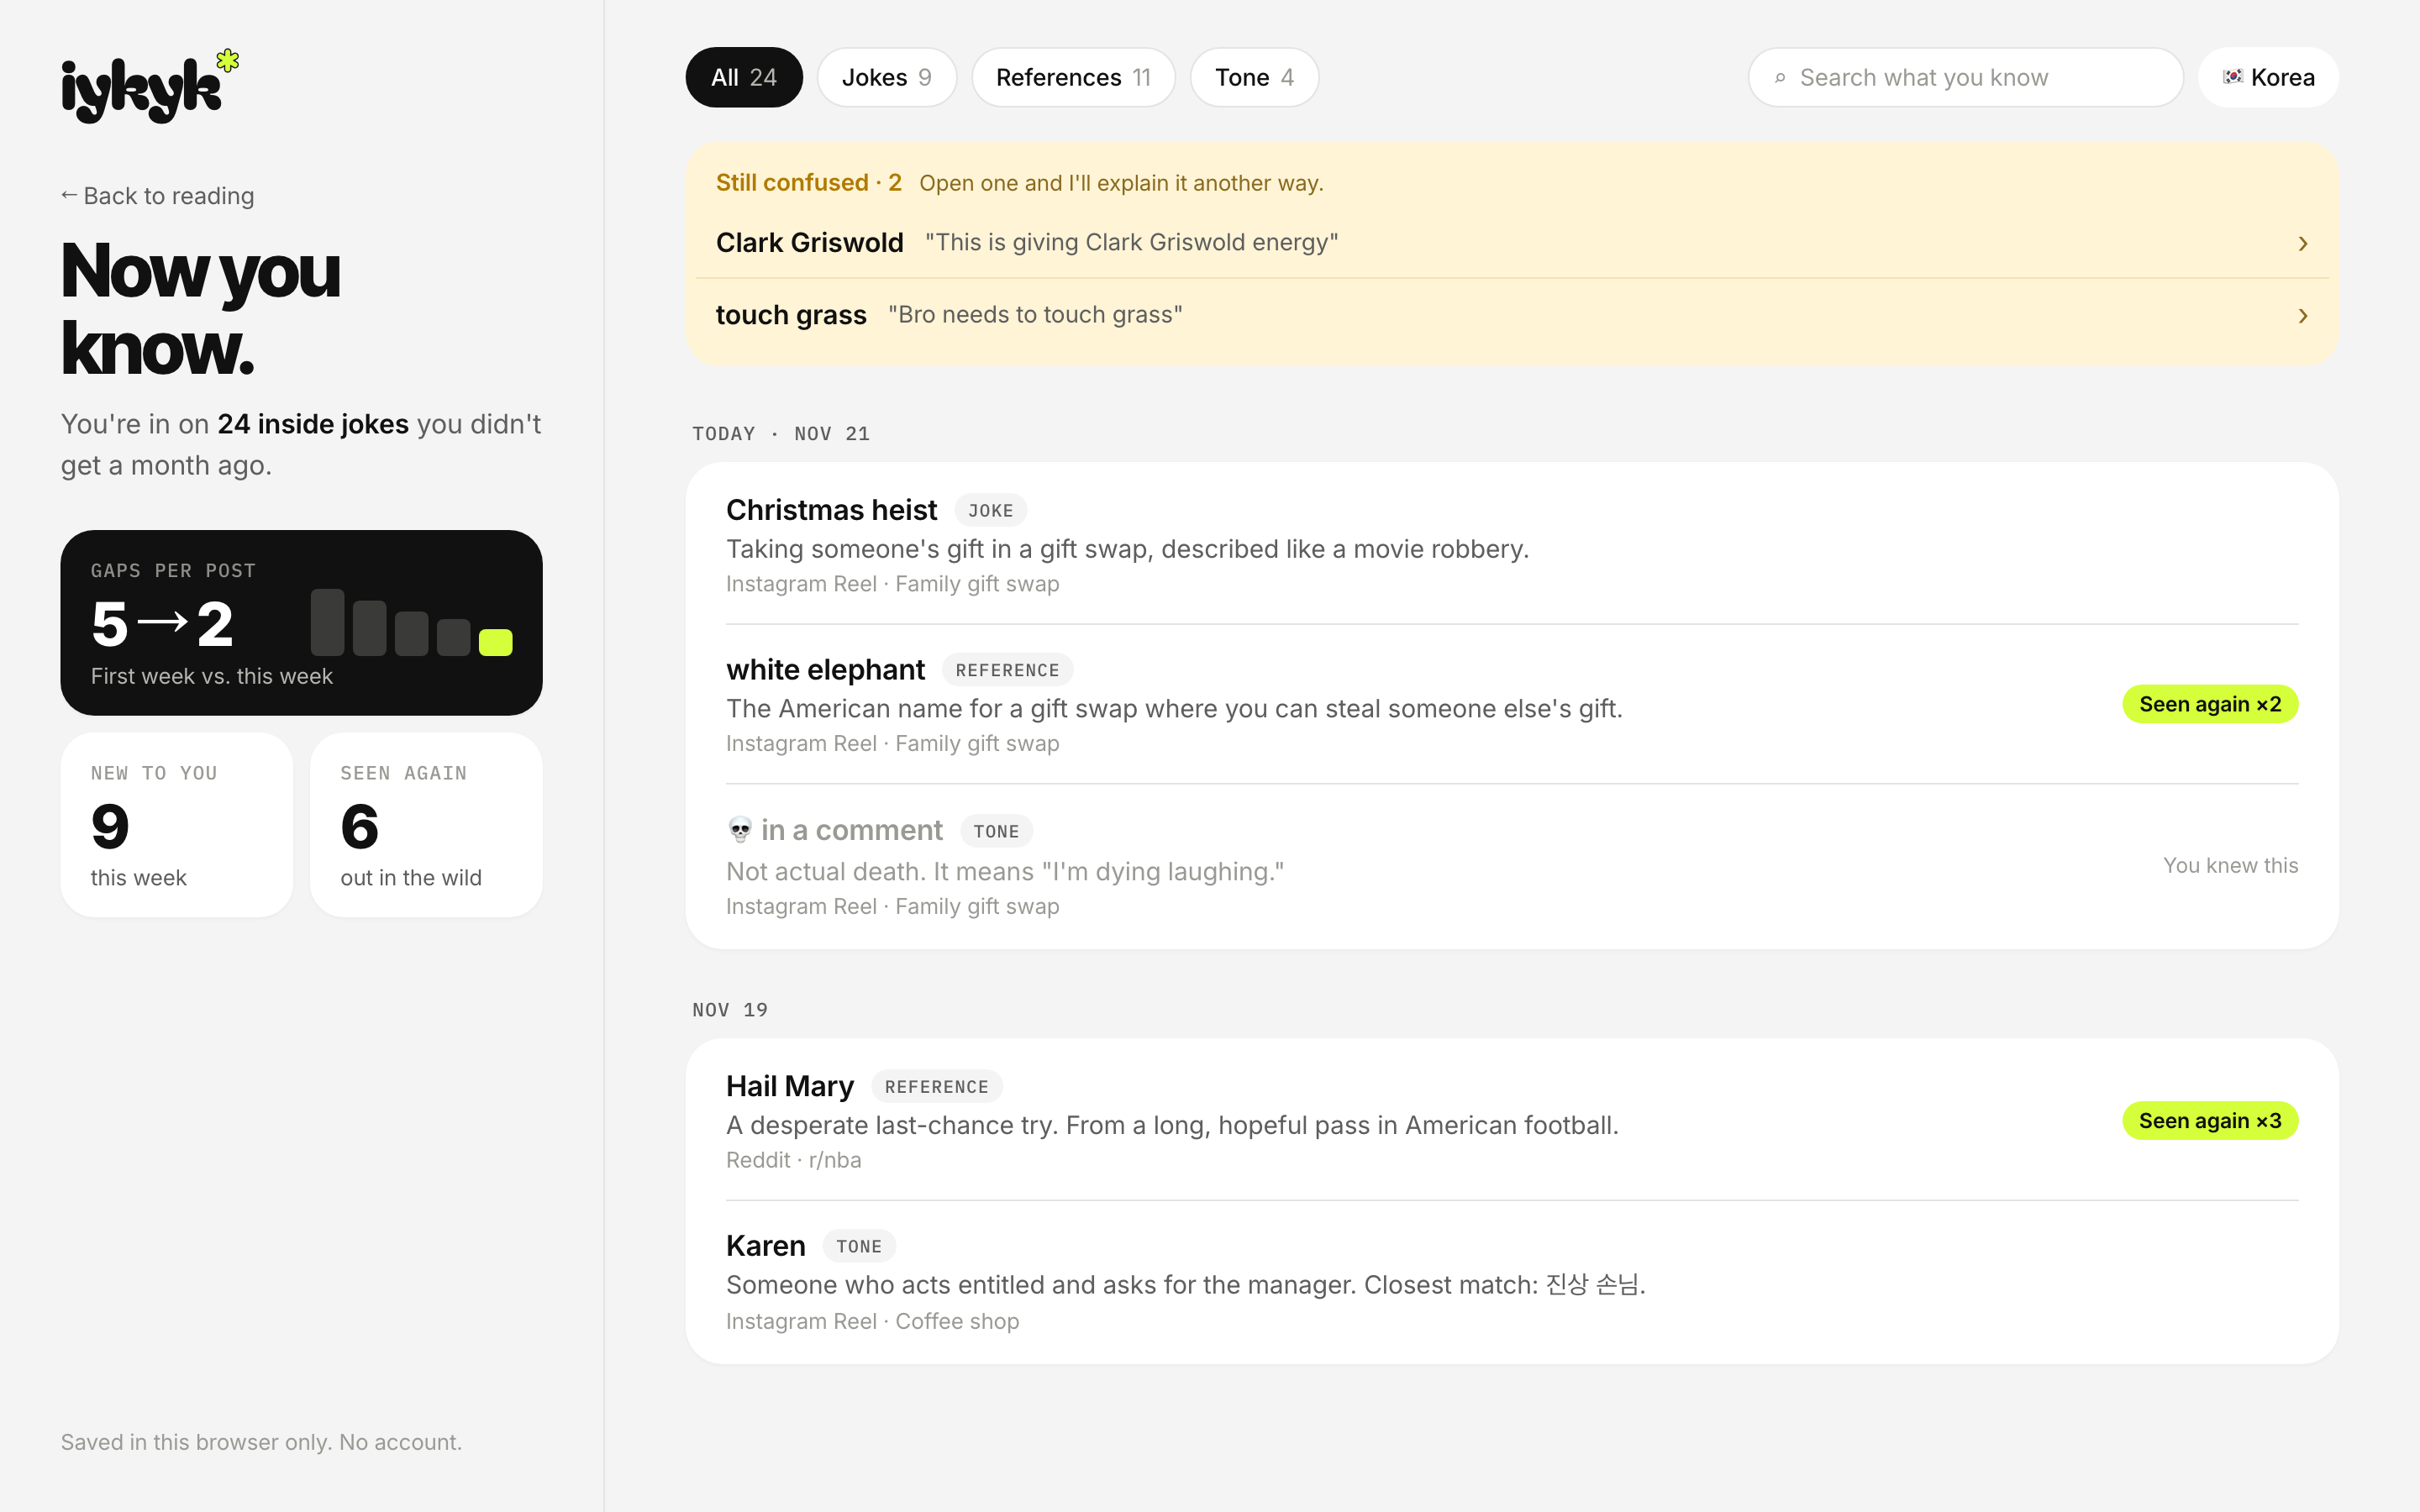 iykyk*
← Back to reading
Now you
know.
You're in on 24 inside jokes you didn't
get a month ago.
GAPS PER POST
5→2
First week vs. this week
NEW TO YOU
9
this week
SEEN AGAIN
6
out in the wild
Saved in this browser only. No account.
All 24
Jokes 9
References 11
Tone 4
Search what you know
🇰🇷 Korea
Still confused · 2 Open one and I'll explain it another way.
Clark Griswold "This is giving Clark Griswold energy" ›
touch grass "Bro needs to touch grass" ›
TODAY · NOV 21
Christmas heist JOKE
Taking someone's gift in a gift swap, described like a movie robbery.
Instagram Reel · Family gift swap
white elephant REFERENCE
The American name for a gift swap where you can steal someone else's gift.
Instagram Reel · Family gift swap
Seen again ×2
💀 in a comment TONE
Not actual death. It means "I'm dying laughing."
Instagram Reel · Family gift swap
You knew this
NOV 19
Hail Mary REFERENCE
A desperate last-chance try. From a long, hopeful pass in American football.
Reddit · r/nba
Seen again ×3
Karen TONE
Someone who acts entitled and asks for the manager. Closest match: 진상 손님.
Instagram Reel · Coffee shop